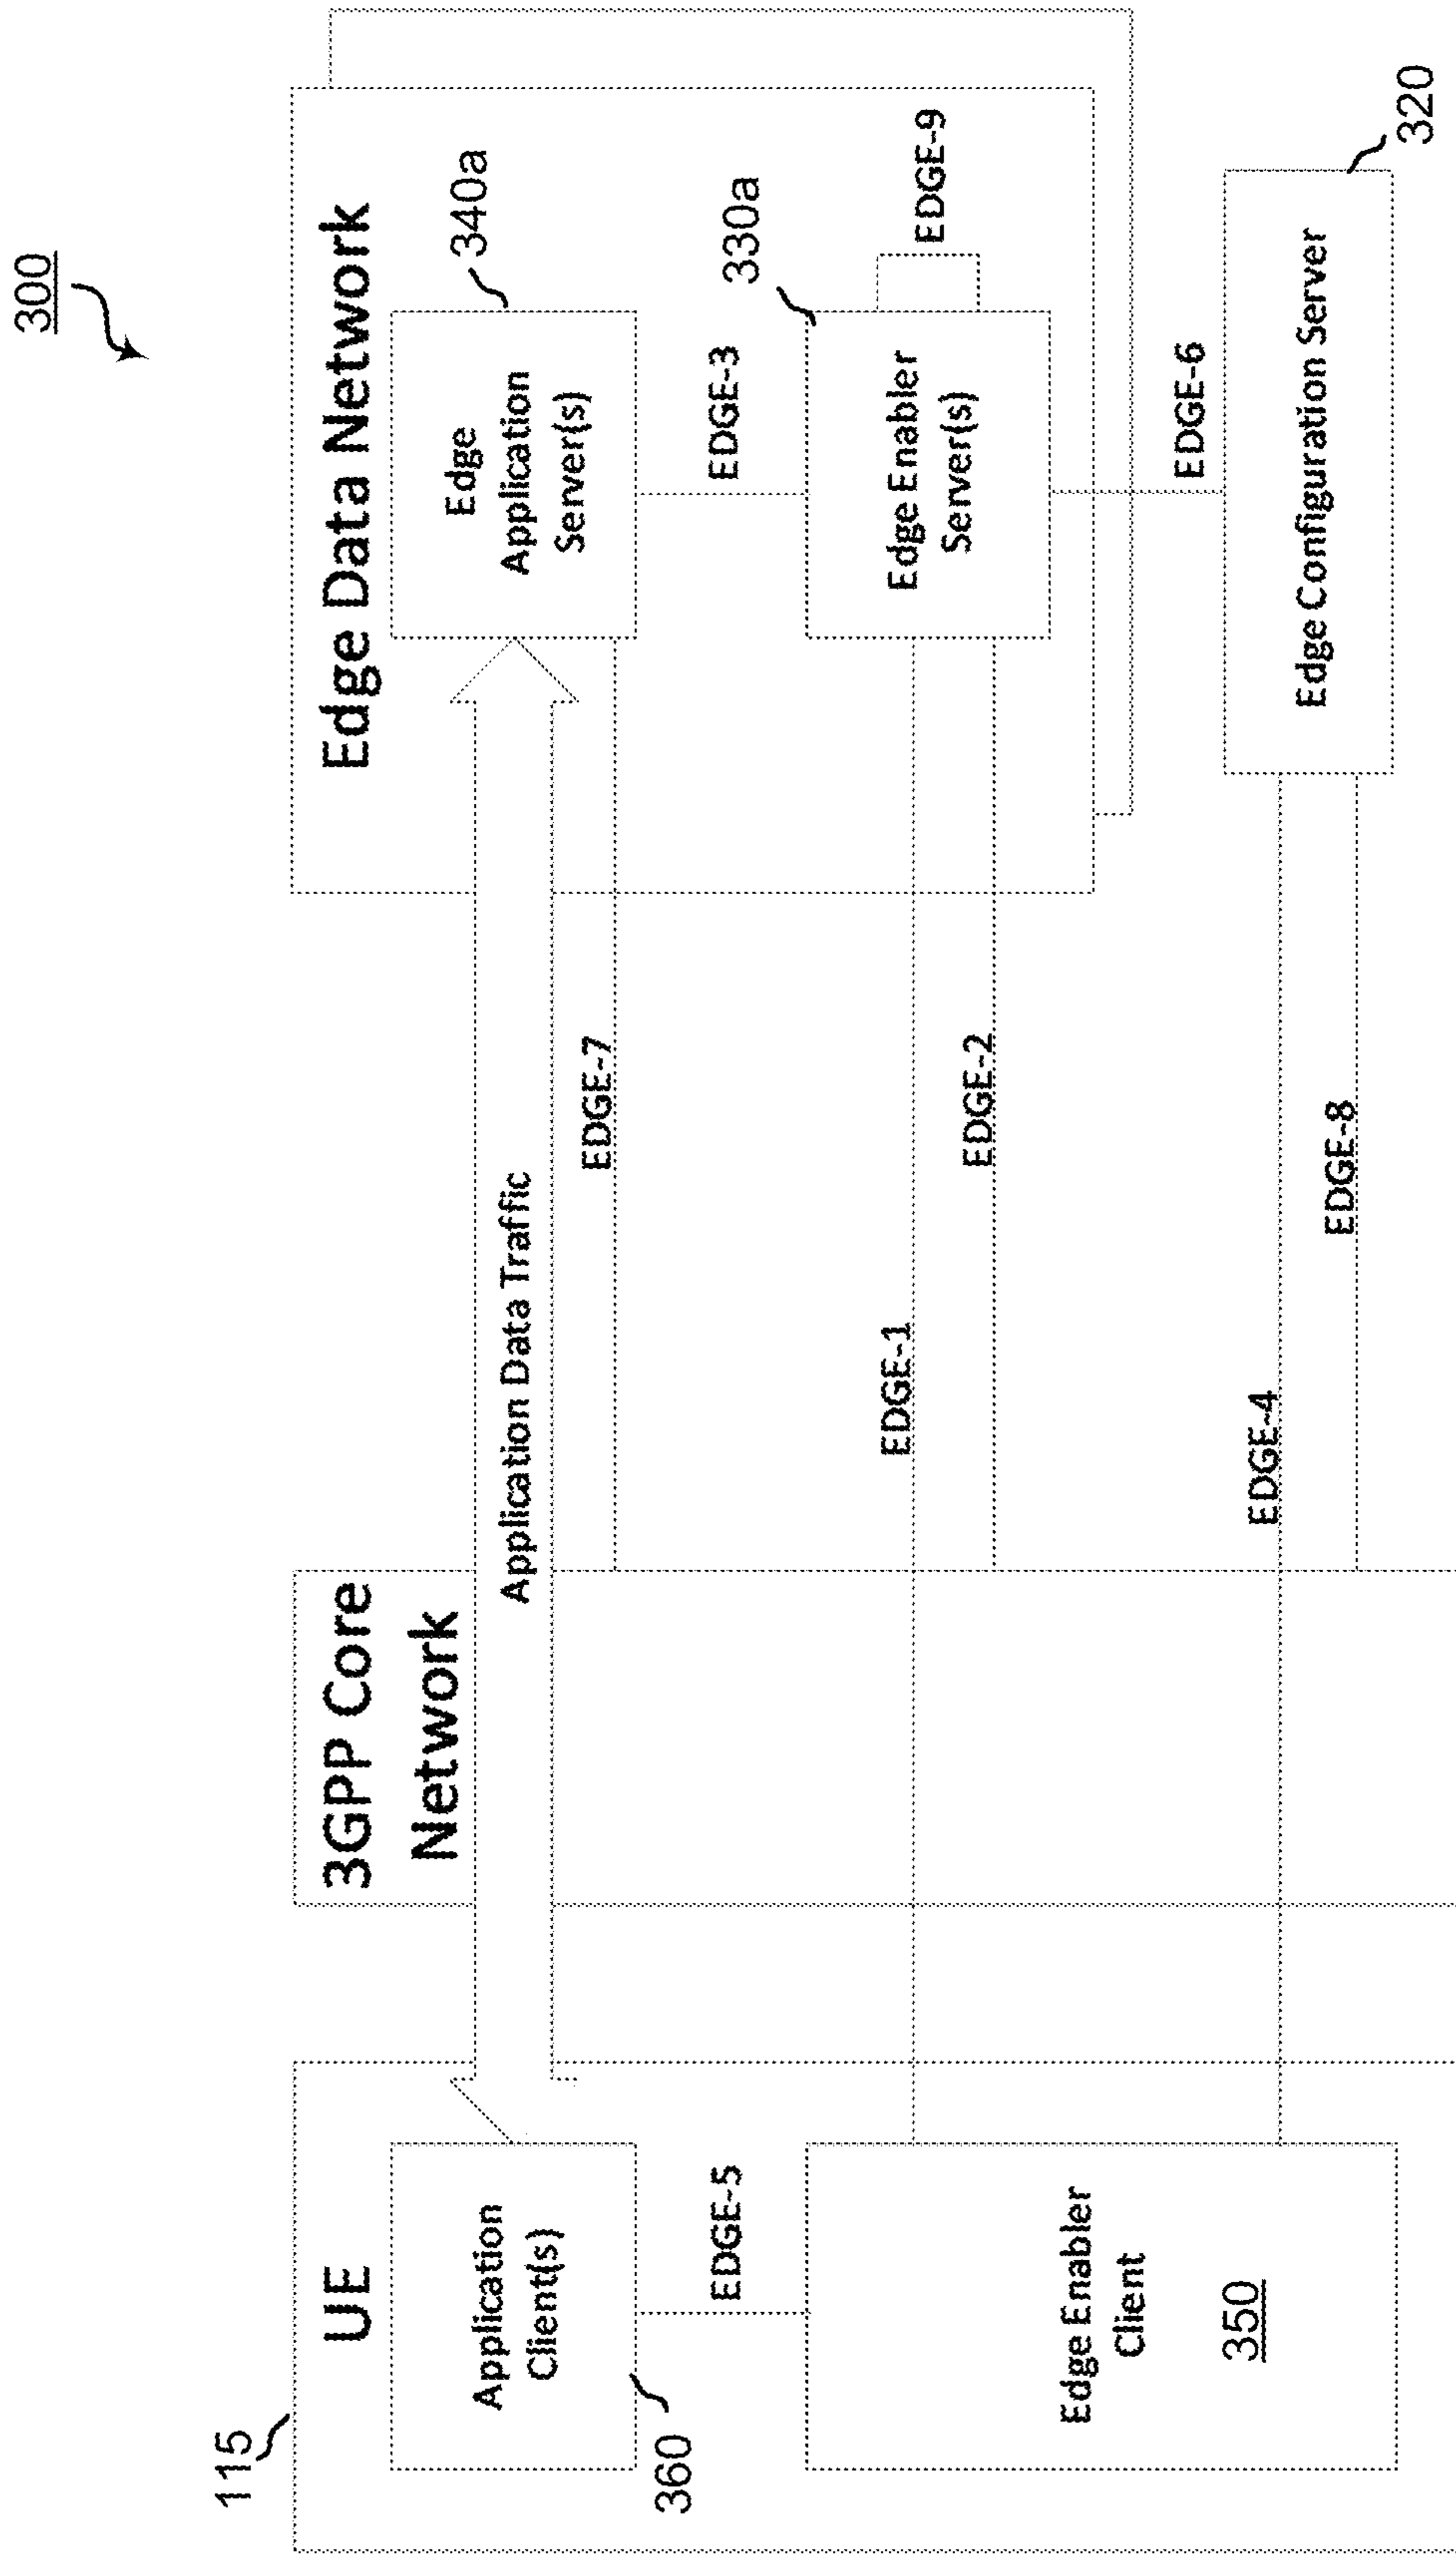 300
115
UE
Application
Client(s)
360
EDGE-5
Edge Enabler
Client
350
3GPP Core
Network
Application Data Traffic
EDGE-7
EDGE-1
EDGE-2
EDGE-4
EDGE-8
Edge Data Network
340a
Edge
Application
Server(s)
EDGE-3
330a
Edge Enabler
Server(s)
EDGE-9
EDGE-6
Edge Configuration Server
320